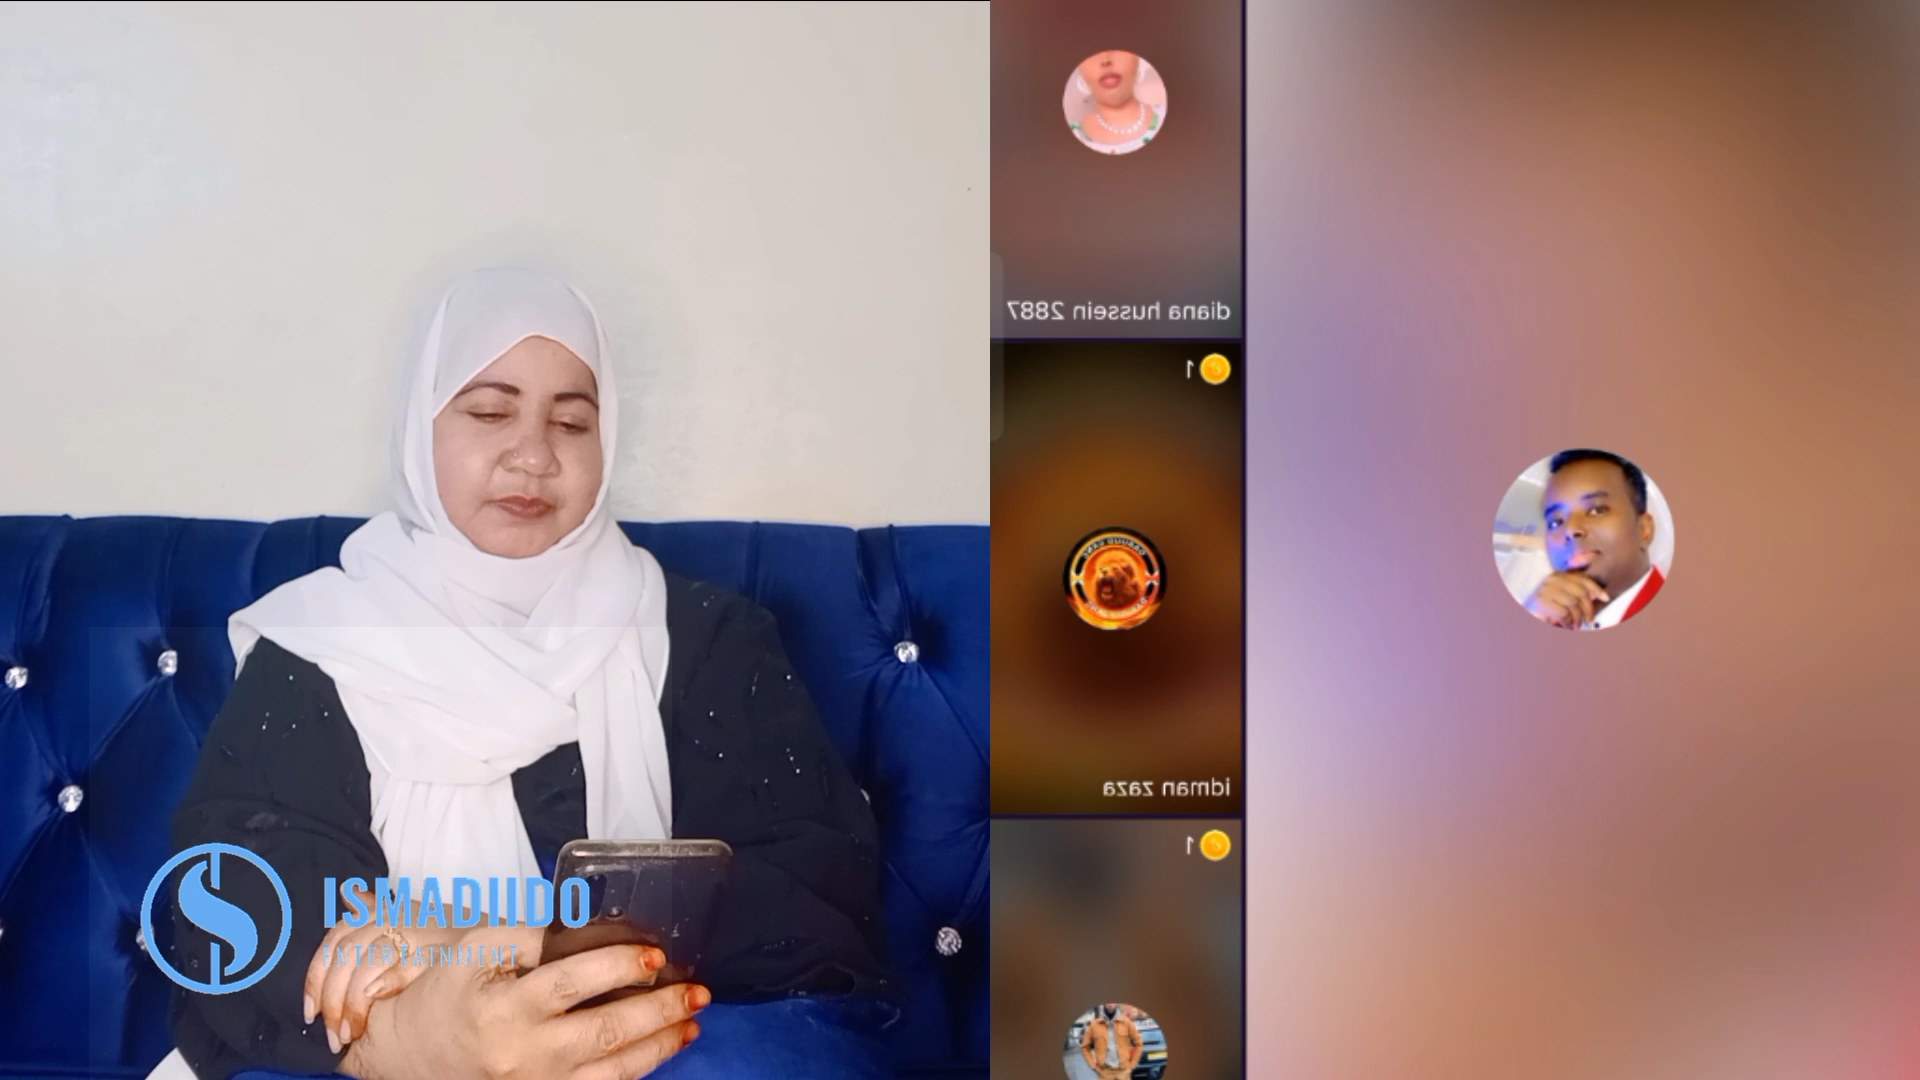 diana hussein 2887
1
idman zaza
1
ISMADIIDO
ENTERTAINMENT